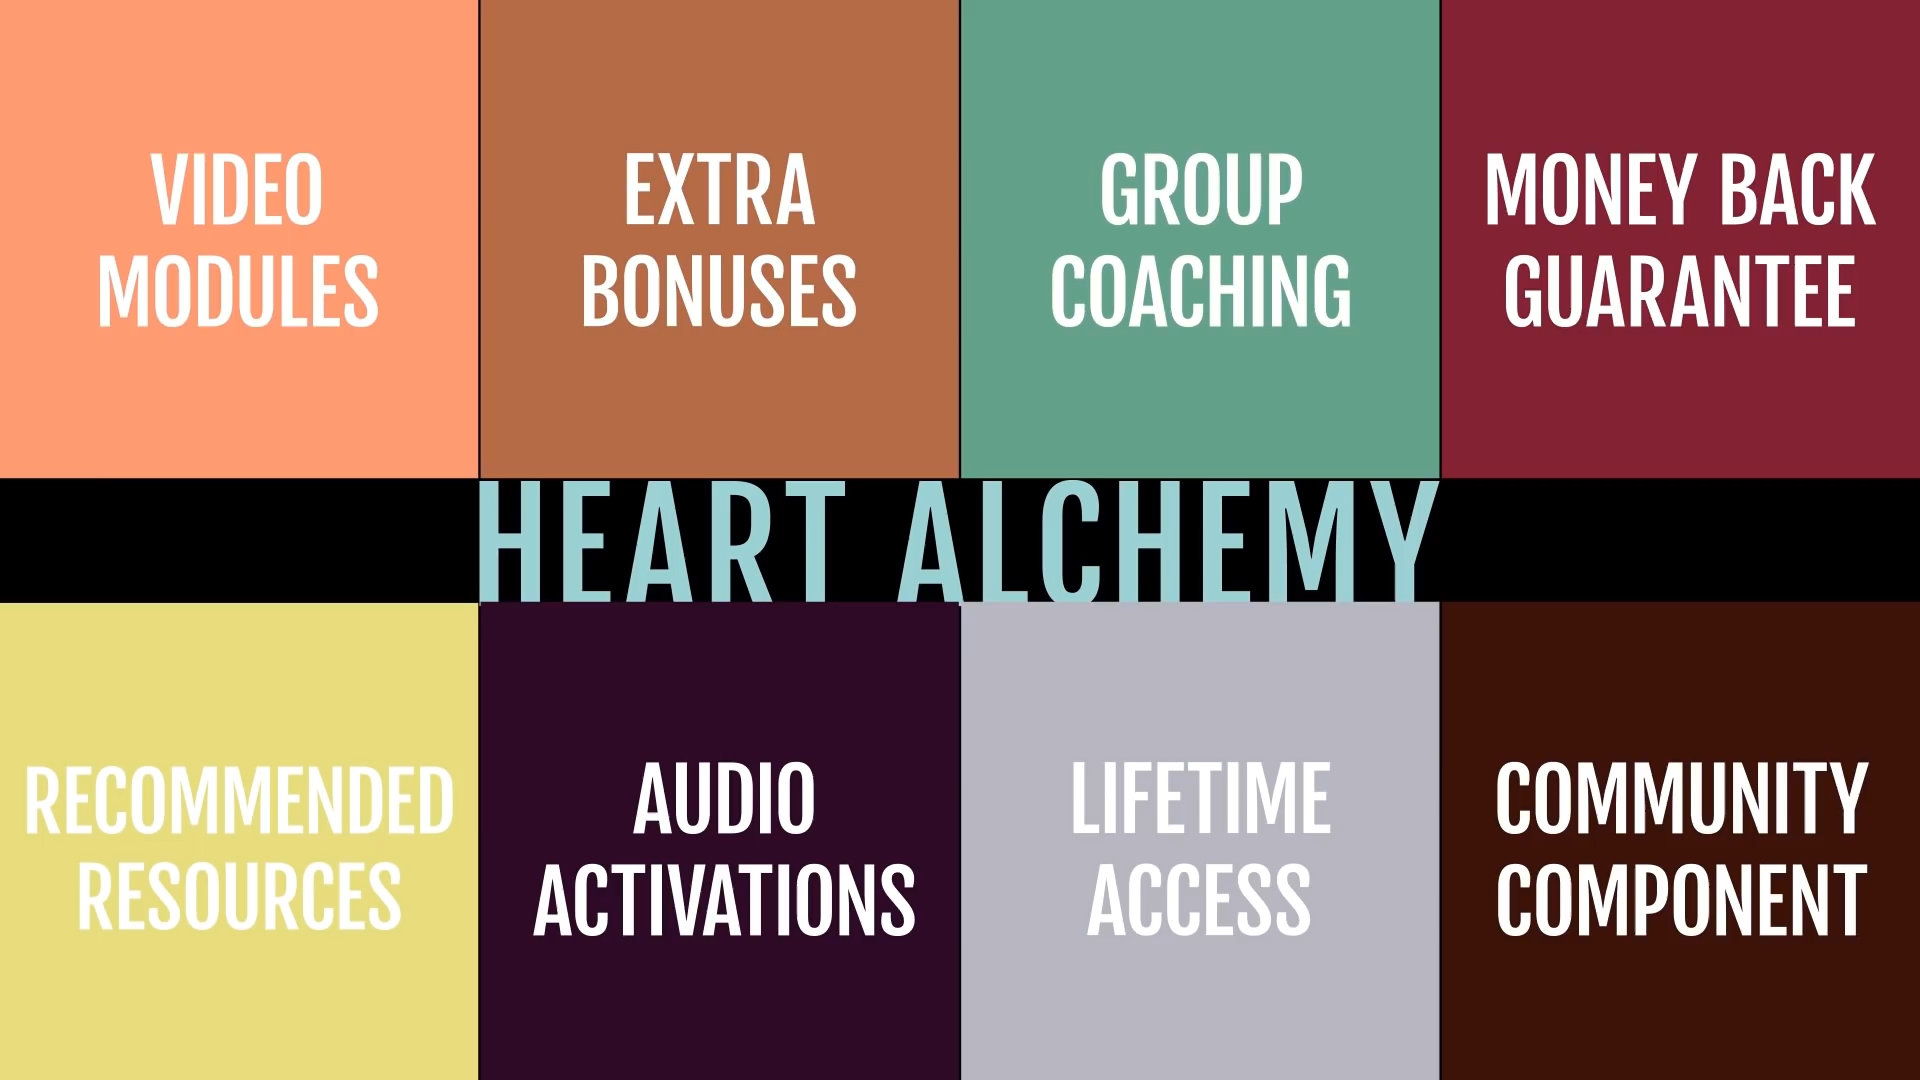 VIDEO
MODULES
EXTRA
BONUSES
GROUP
COACHING
MONEY BACK
GUARANTEE
HEART ALCHEMY
RECOMMENDED
RESOURCES
AUDIO
ACTIVATIONS
LIFETIME
ACCESS
COMMUNITY
COMPONENT